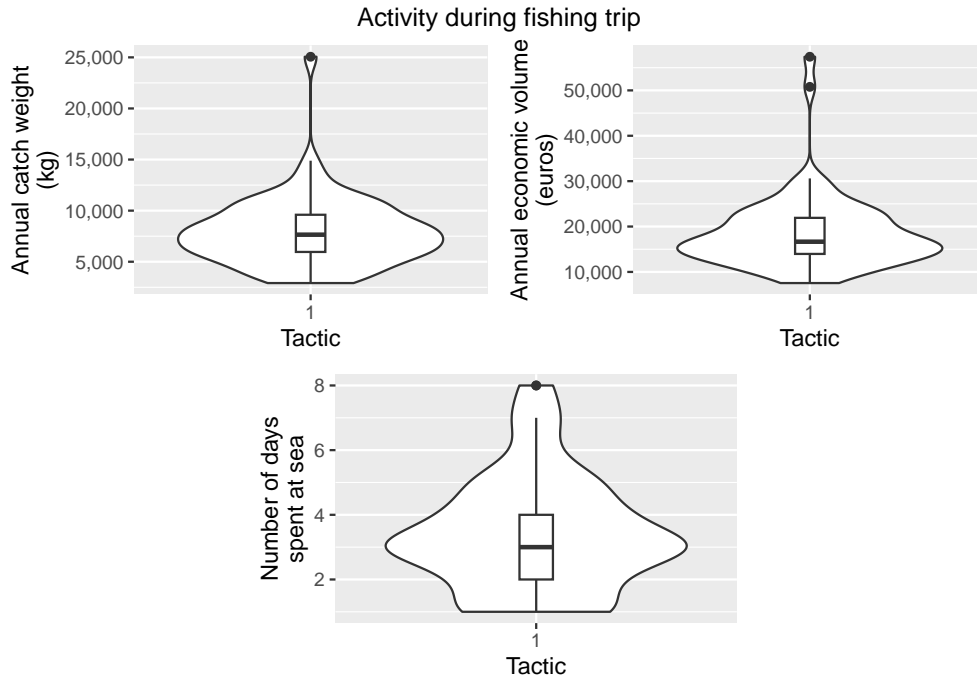 Activity during fishing trip
Annual catch weight
(kg)
25,000
20,000
15,000
10,000
5,000
1
Tactic
Annual economic volume
(euros)
50,000
40,000
30,000
20,000
10,000
1
Tactic
Number of days
spent at sea
8
6
4
2
1
Tactic